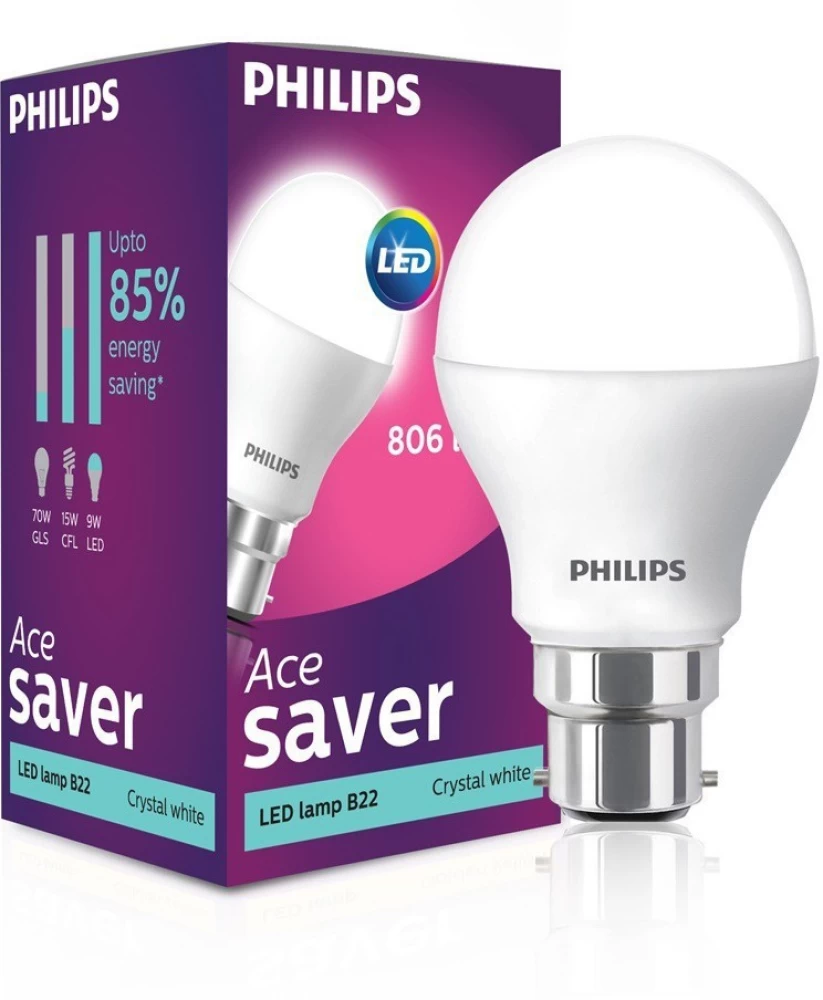 PHILIPS
Upto
85%
energy
saving*
70W 15W 9W
GLS CFL LED
Ace
saver
LED lamp B22 Crystal white
PHILIPS
LED
806
PHILIPS
Ace
saver
LED lamp B22 Crystal white
PHILIPS